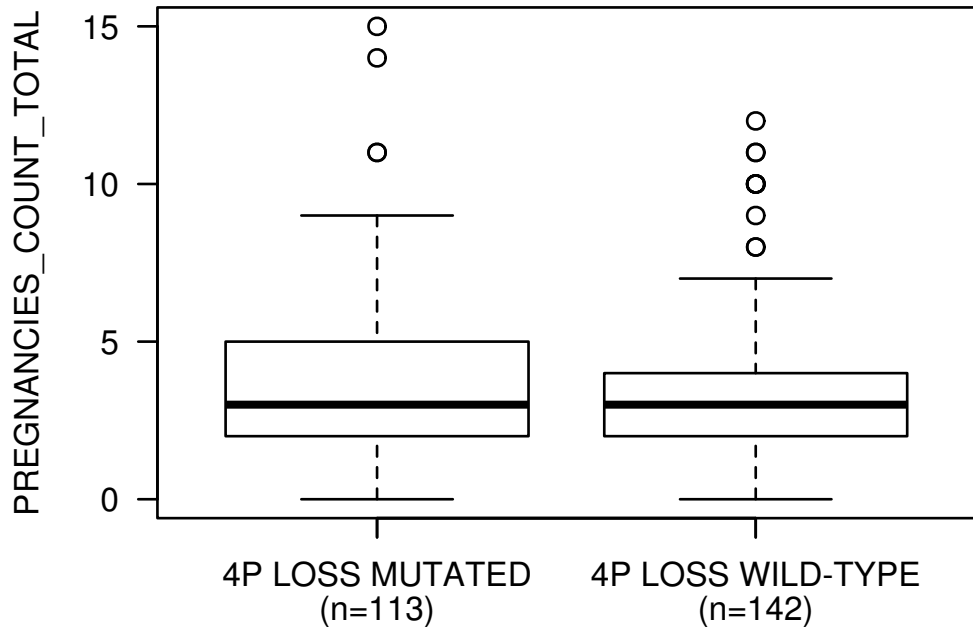 PREGNANCIES_COUNT_TOTAL
15
10
5
0
4P LOSS MUTATED
(n=113)
4P LOSS WILD-TYPE
(n=142)